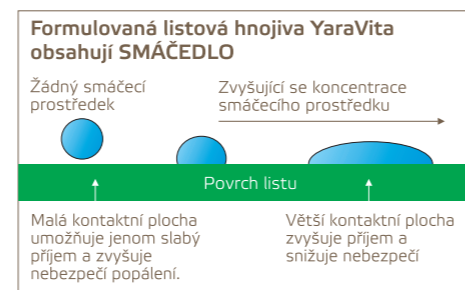 Formulovaná listová hnojiva YaraVita
obsahují SMÁČEDLO
Žádný smáčecí
prostředek
Zvyšující se koncentrace
smáčecího prostředku
Povrch listu
Malá kontaktní plocha
umožňuje jenom slabý
příjem a zvyšuje
nebezpečí popálení.
Větší kontaktní plocha
zvyšuje příjem a
snižuje nebezpečí